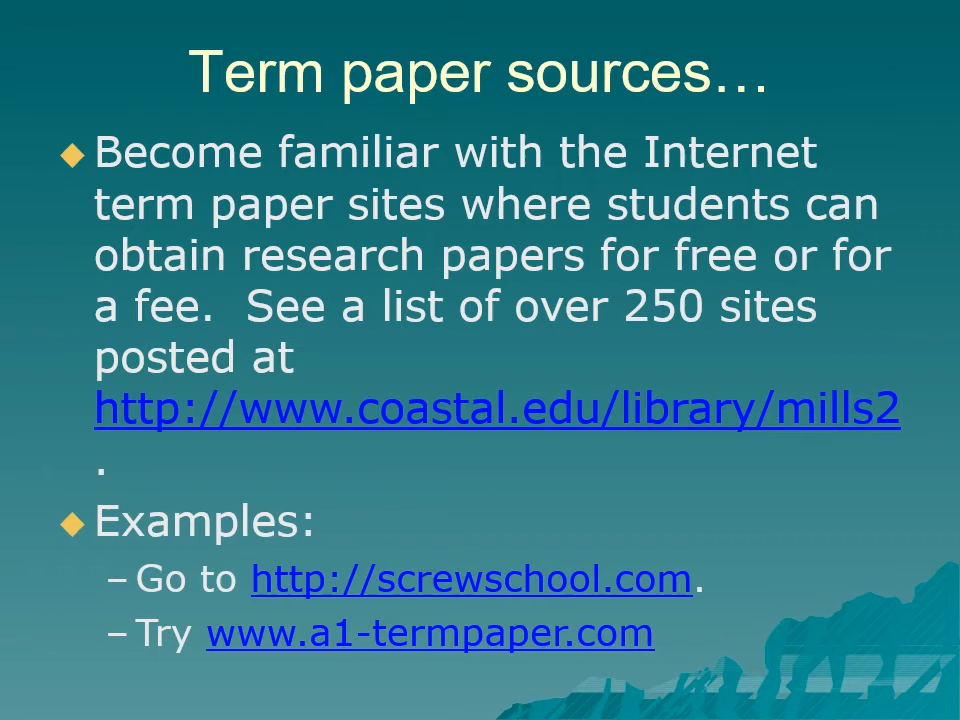 Term paper sources…
Become familiar with the Internet
term paper sites where students can
obtain research papers for free or for
a fee.  See a list of over 250 sites
posted at
http://www.coastal.edu/library/mills2
.
Examples:
–Go to http://screwschool.com.
–Try www.a1-termpaper.com